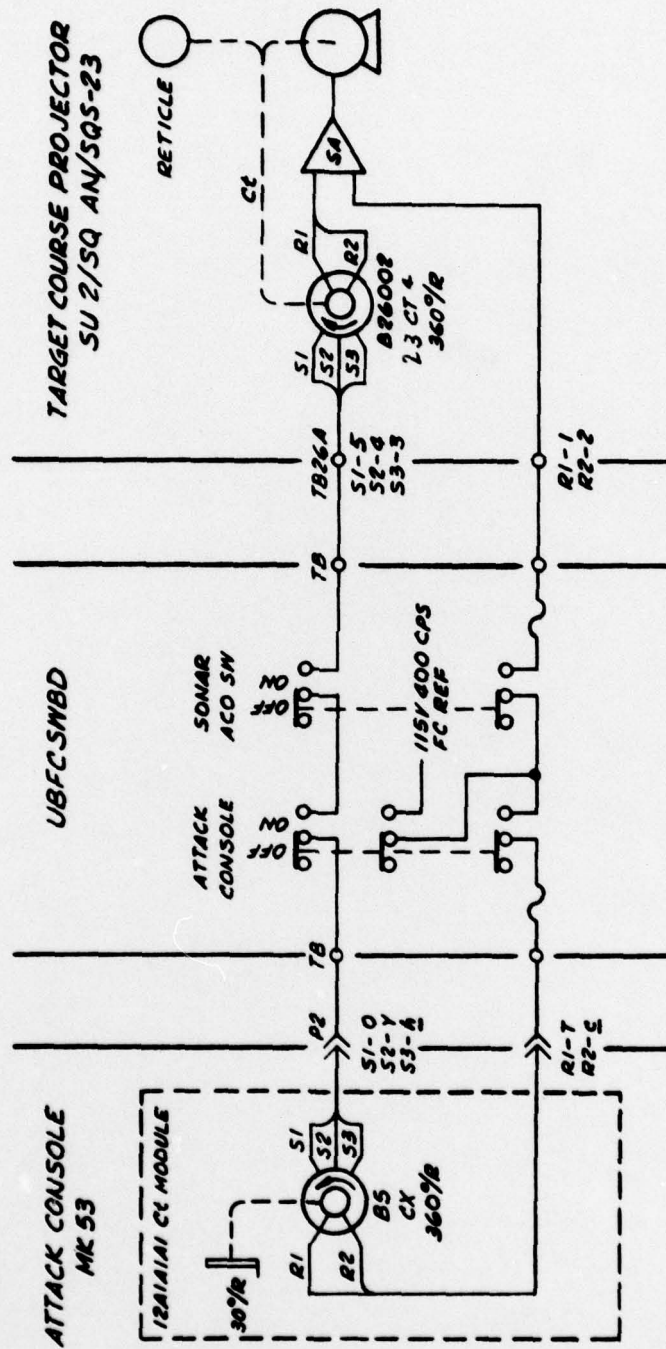 ATTACK CONSOLE
MK 53
UBFCSWBD
TARGET COURSE PROJECTOR
SU 2/SQ AN/SQS-23
12A1A1A1 Ct MODULE
30°/R
R1
R2
S1
S2
S3
B5
CX
360°/R
P2
S1-O
S2-Y
S3-A
R1-T
R2-C
TB
ATTACK
CONSOLE
OFF
ON
SONAR
ACO SW
OFF
ON
115V 400 CPS
FC REF
TB
TB26A
S1-5
S2-4
S3-3
R1-1
R2-2
S1
S2
S3
R1
R2
B26002
23 CT 4
360°/R
Ct
SA
RETICLE